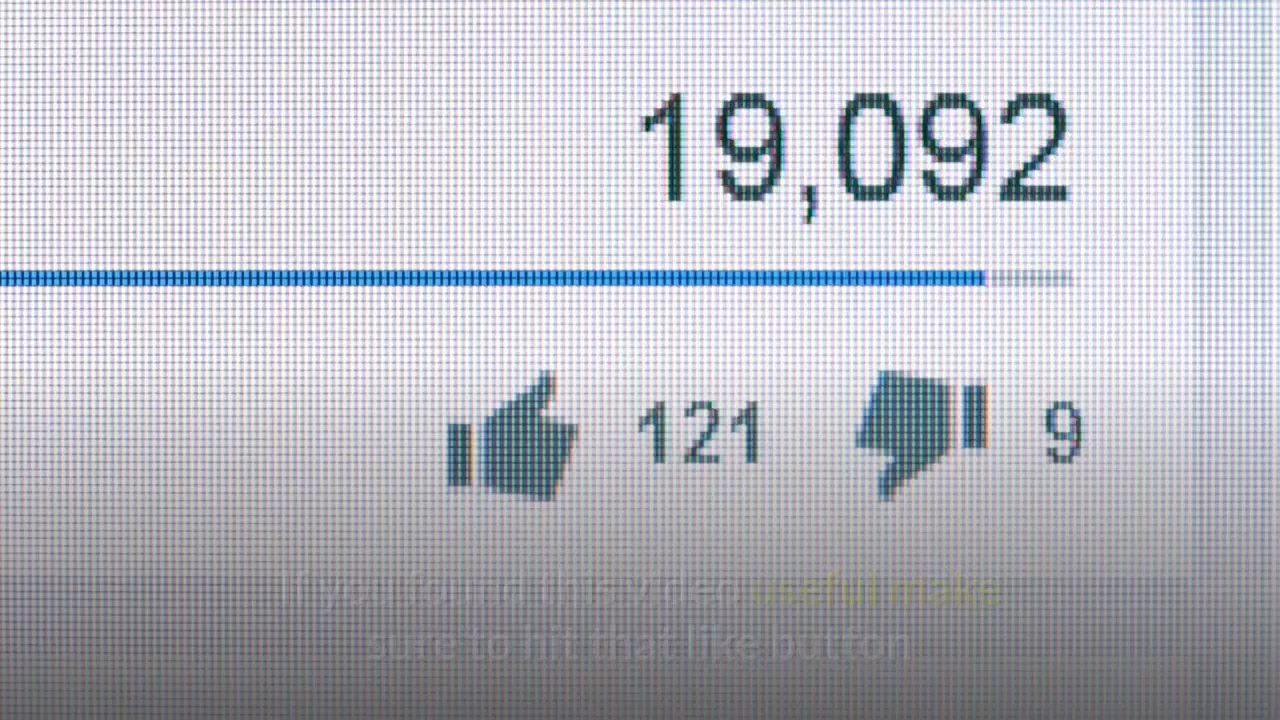 19,092
121 9
If you found this video useful make
sure to hit that like button